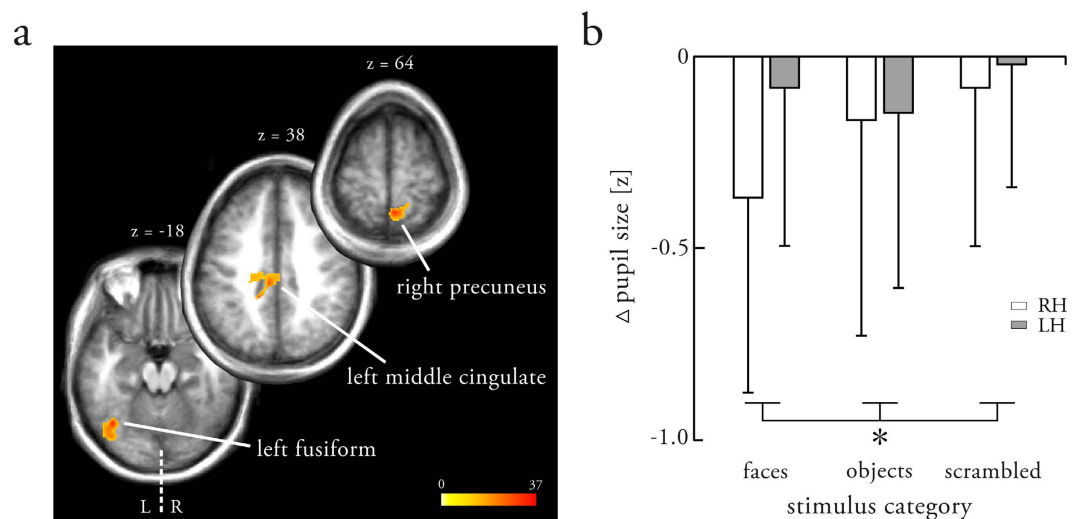 a
z = 64
z = 38
z = -18
right precuneus
left middle cingulate
left fusiform
L R
0 37
b
0
-0.5
-1.0
Δ pupil size [z]
RH
LH
*
faces objects scrambled
stimulus category